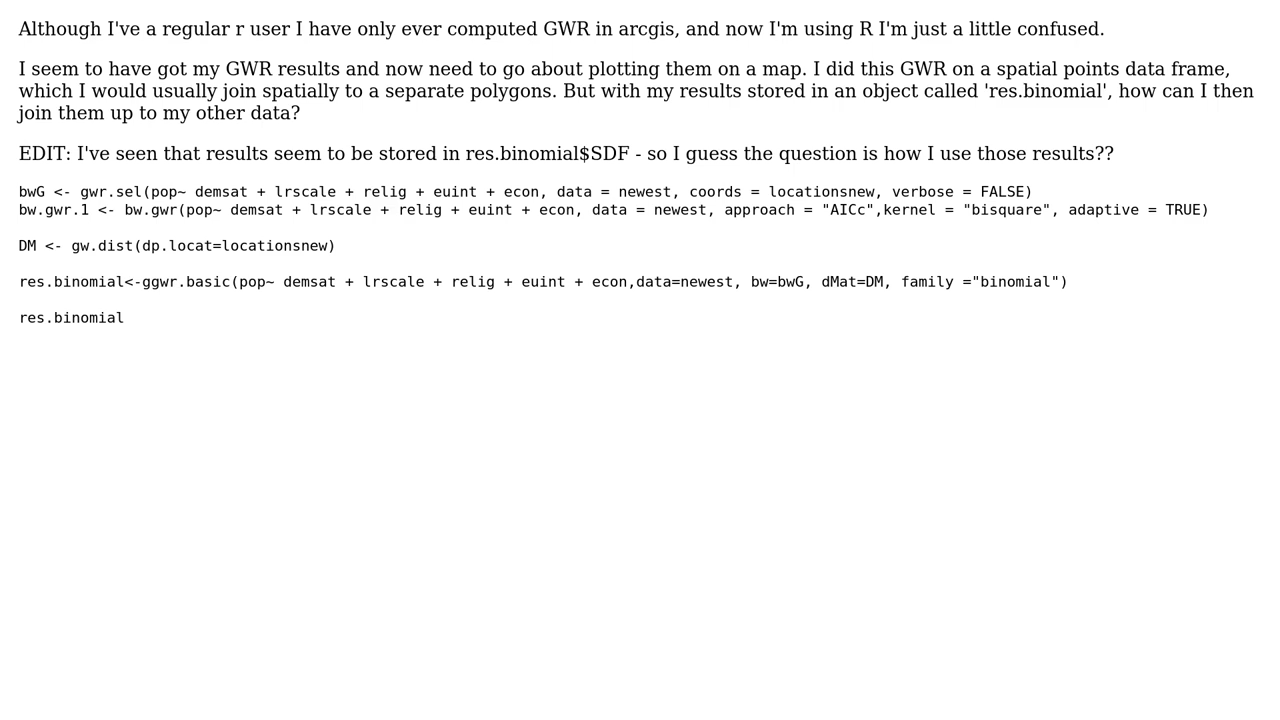 Although I've a regular r user I have only ever computed GWR in arcgis, and now I'm using R I'm just a little confused.
I seem to have got my GWR results and now need to go about plotting them on a map. I did this GWR on a spatial points data frame,
which I would usually join spatially to a separate polygons. But with my results stored in an object called 'res.binomial', how can I then
join them up to my other data?
EDIT: I've seen that results seem to be stored in res.binomial$SDF - so I guess the question is how I use those results??
bwG <- gwr.sel(pop~ demsat + lrscale + relig + euint + econ, data = newest, coords = locationsnew, verbose = FALSE)
bw.gwr.1 <- bw.gwr(pop~ demsat + lrscale + relig + euint + econ, data = newest, approach = "AICc",kernel = "bisquare", adaptive = TRUE)
DM <- gw.dist(dp.locat=locationsnew)
res.binomial<-ggwr.basic(pop~ demsat + lrscale + relig + euint + econ,data=newest, bw=bwG, dMat=DM, family ="binomial")
res.binomial